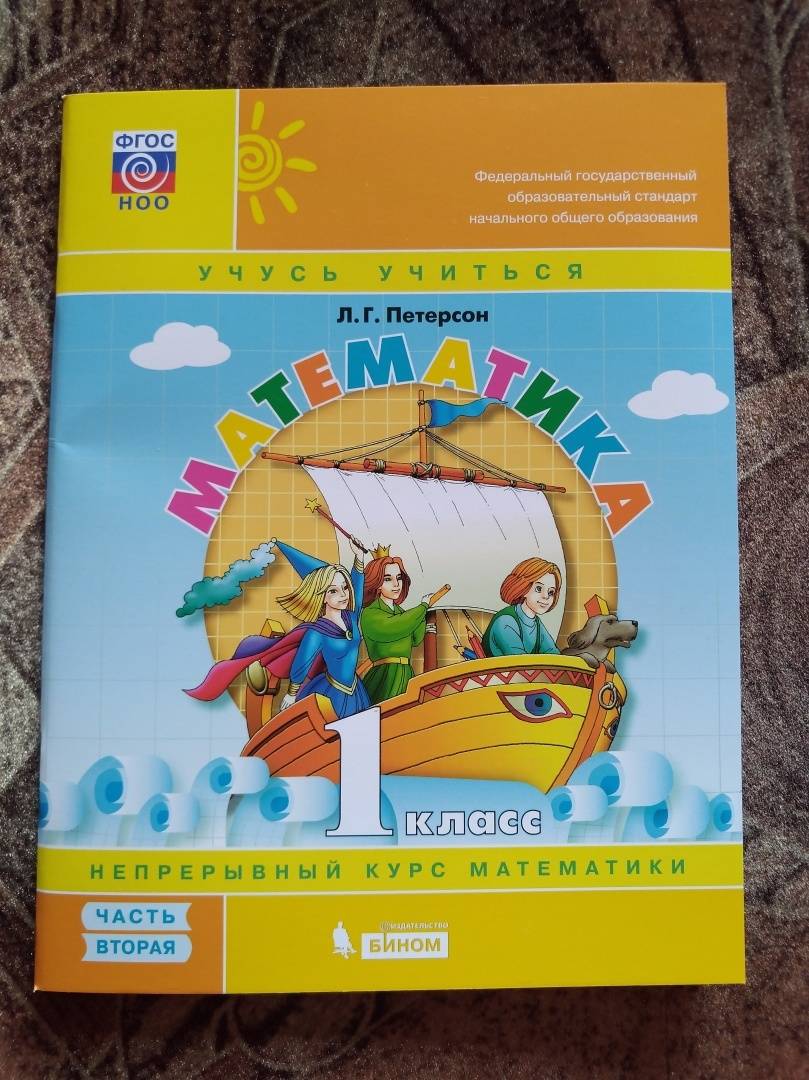 ФГОС
НОО
Федеральный государственный
образовательный стандарт
начального общего образования
УЧУСЬ УЧИТЬСЯ
Л. Г. Петерсон
МАТЕМАТИКА
1 класс
НЕПРЕРЫВНЫЙ КУРС МАТЕМАТИКИ
ЧАСТЬ
ВТОРАЯ
ИЗДАТЕЛЬСТВО
БИНОМ